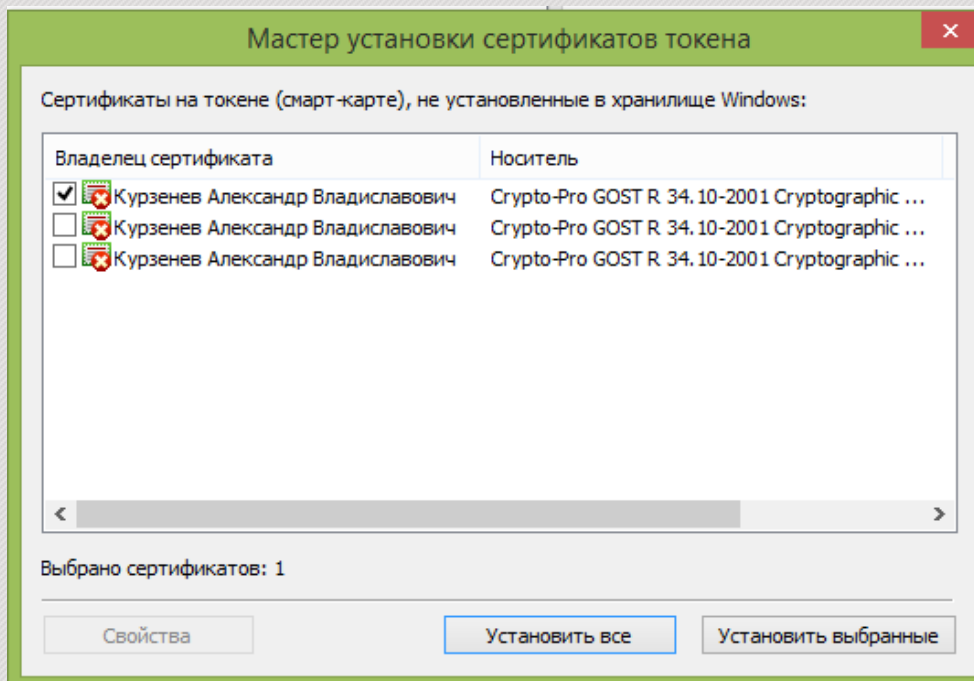 Мастер установки сертификатов токена
Сертификаты на токене (смарт-карте), не установленные в хранилище Windows:
Владелец сертификата Носитель
Курзенев Александр Владиславович Crypto-Pro GOST R 34.10-2001 Cryptographic ...
Курзенев Александр Владиславович Crypto-Pro GOST R 34.10-2001 Cryptographic ...
Курзенев Александр Владиславович Crypto-Pro GOST R 34.10-2001 Cryptographic ...
Выбрано сертификатов: 1
Свойства Установить все Установить выбранные